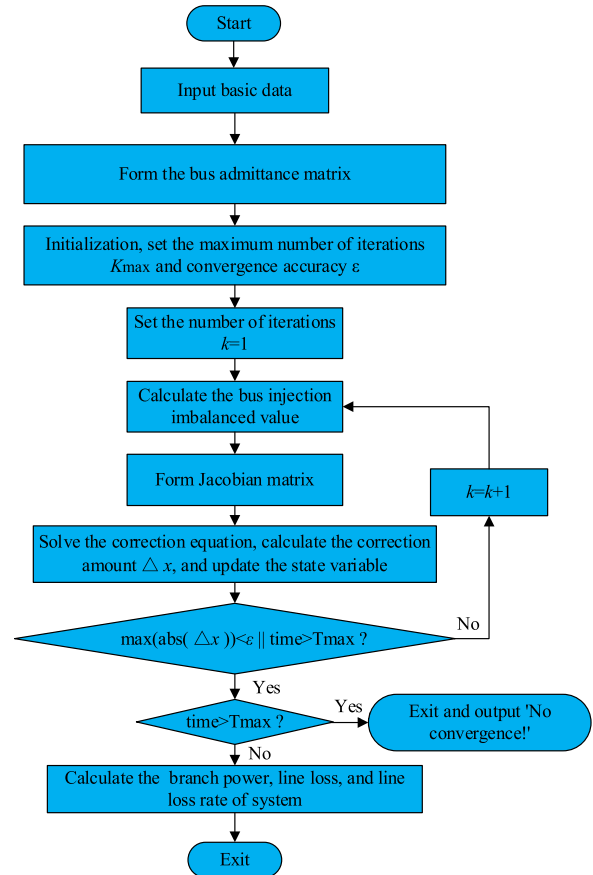 Start
Input basic data
Form the bus admittance matrix
Initialization, set the maximum number of iterations
Kmax and convergence accuracy ε
Set the number of iterations
k=1
Calculate the bus injection
imbalanced value
Form Jacobian matrix
k=k+1
Solve the correction equation, calculate the correction
amount △ x, and update the state variable
max(abs( △x ))<ε || time>Tmax ?
No
Yes
time>Tmax ?
Yes
Exit and output 'No
convergence!'
No
Calculate the branch power, line loss, and line
loss rate of system
Exit